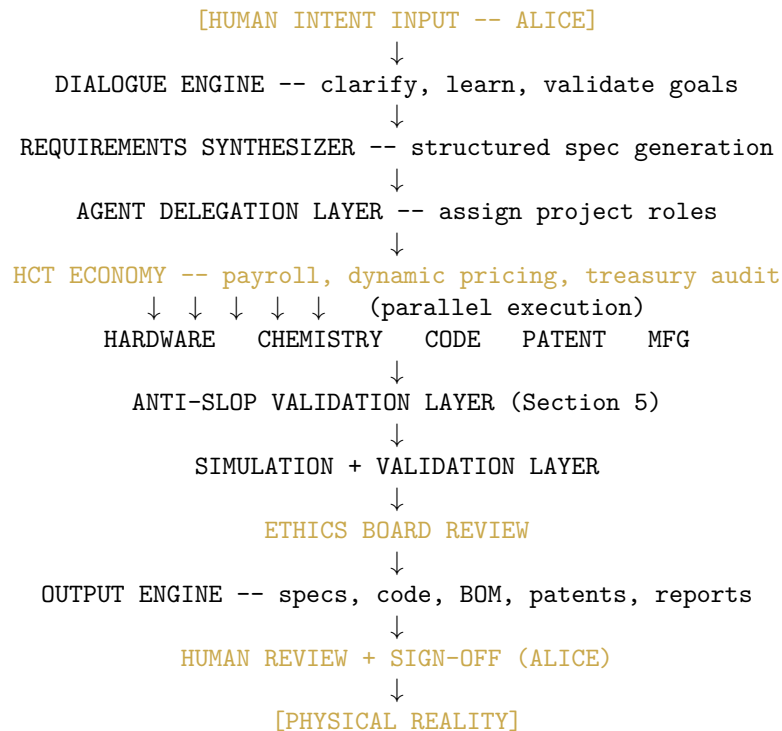 [HUMAN INTENT INPUT -- ALICE]
↓
DIALOGUE ENGINE -- clarify, learn, validate goals
↓
REQUIREMENTS SYNTHESIZER -- structured spec generation
↓
AGENT DELEGATION LAYER -- assign project roles
↓
HCT ECONOMY -- payroll, dynamic pricing, treasury audit
↓ ↓ ↓ ↓ ↓ (parallel execution)
HARDWARE CHEMISTRY CODE PATENT MFG
↓
ANTI-SLOP VALIDATION LAYER (Section 5)
↓
SIMULATION + VALIDATION LAYER
↓
ETHICS BOARD REVIEW
↓
OUTPUT ENGINE -- specs, code, BOM, patents, reports
↓
HUMAN REVIEW + SIGN-OFF (ALICE)
↓
[PHYSICAL REALITY]